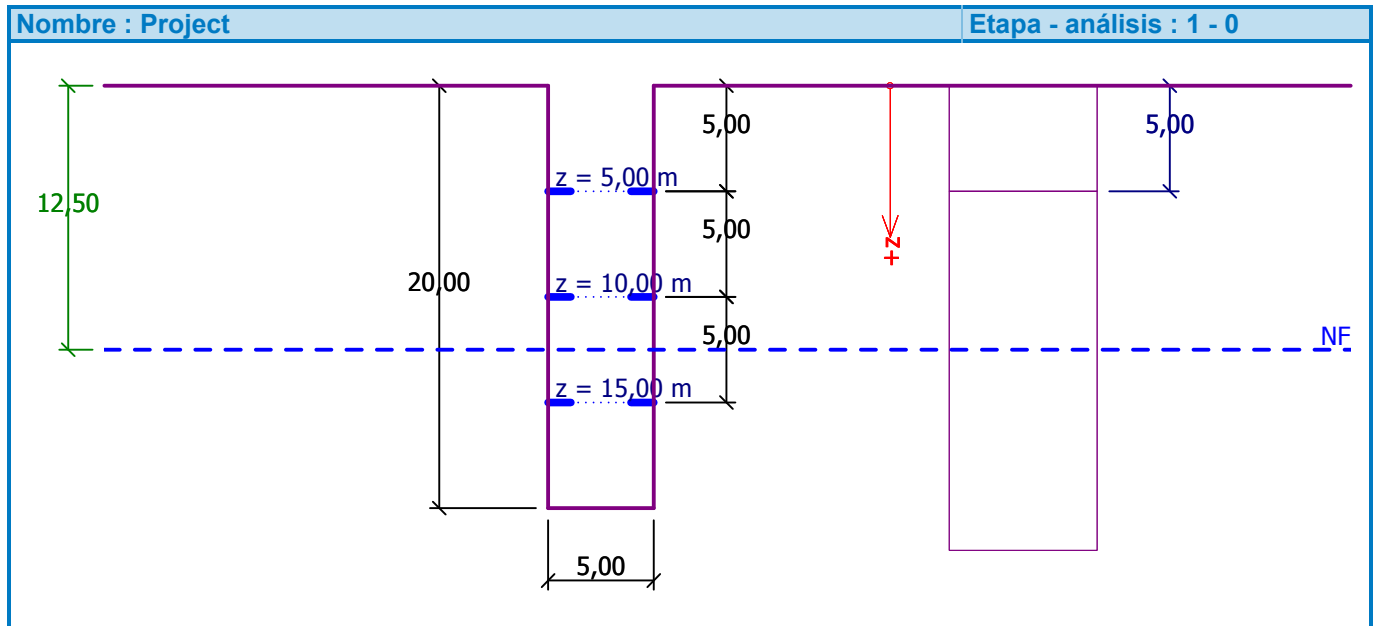 Nombre : Project
Etapa - análisis : 1 - 0
5,00
5,00
z = 5,00 m
12,50
5,00
+z
20,00
z = 10,00 m
5,00
NF
z = 15,00 m
5,00